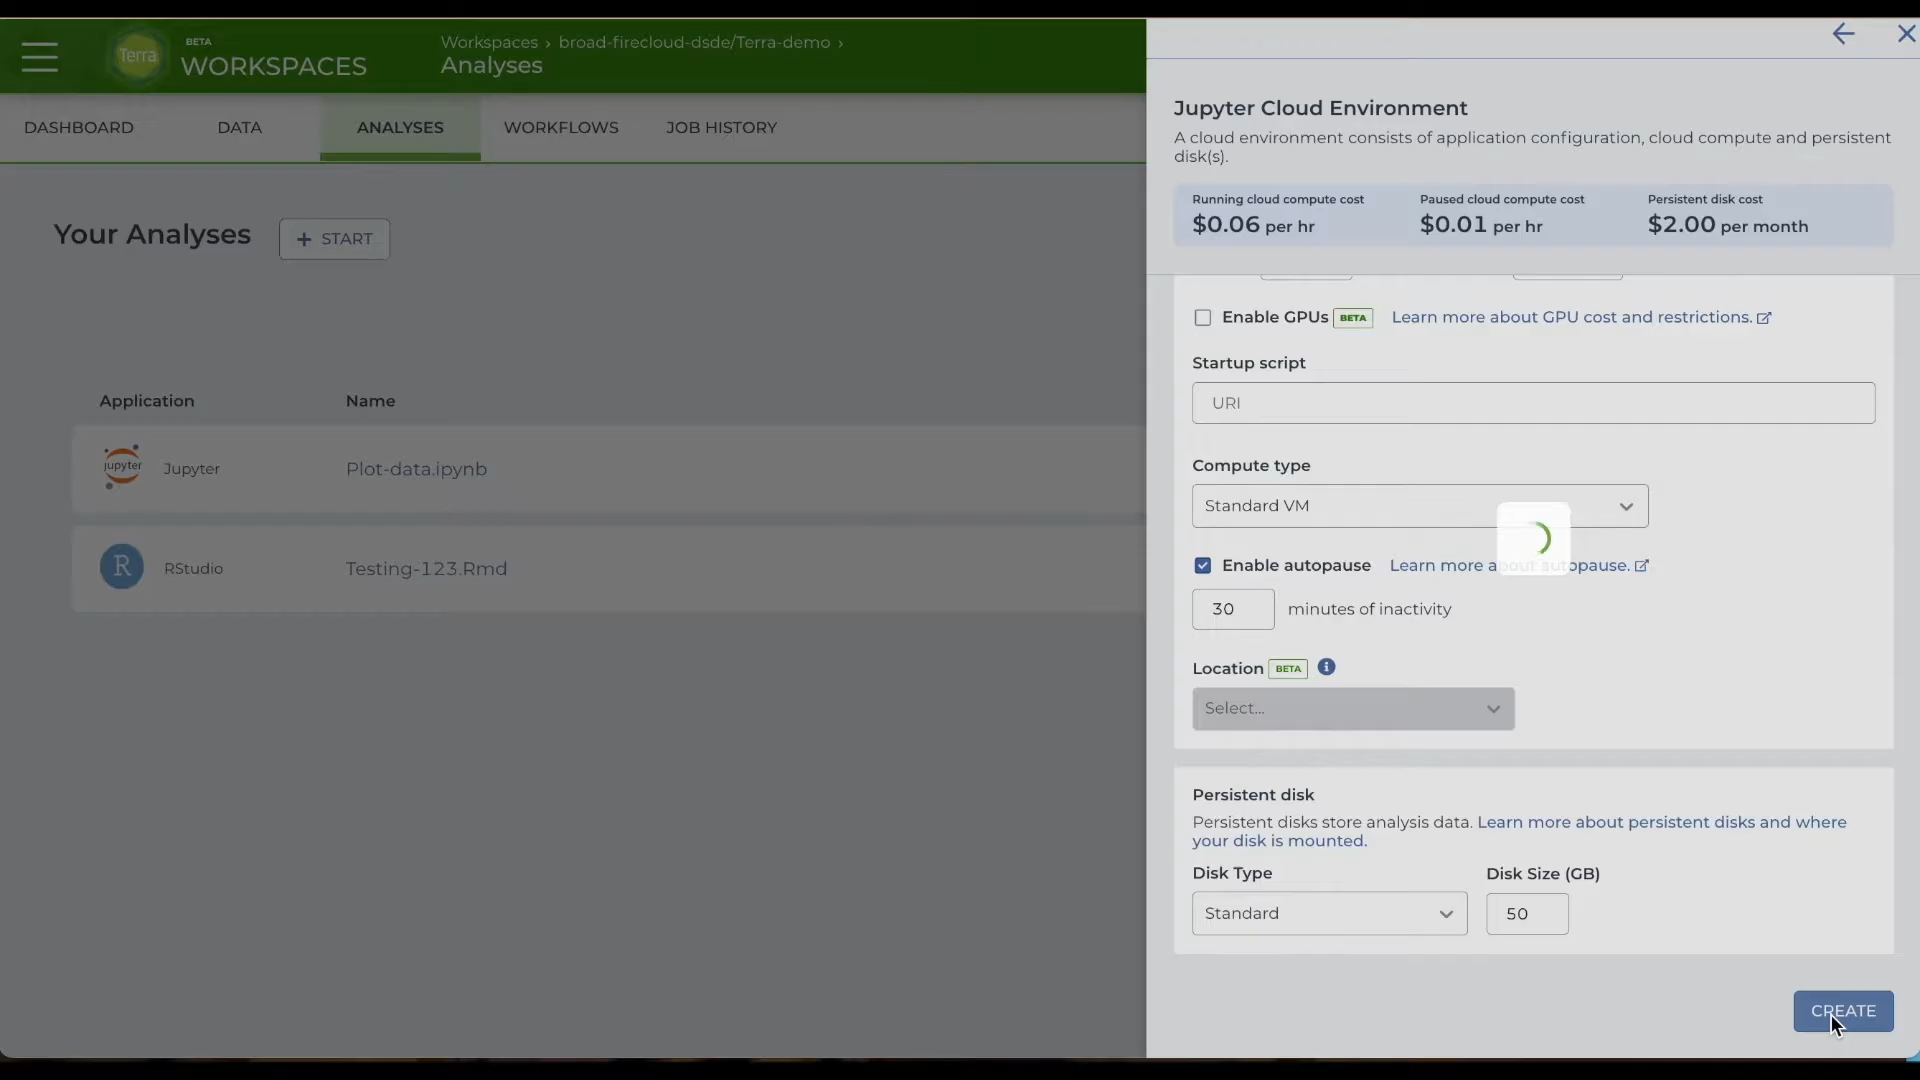 Terra
BETA
WORKSPACES
Workspaces › broad-firecloud-dsde/Terra-demo ›
Analyses
DASHBOARD
DATA
ANALYSES
WORKFLOWS
JOB HISTORY
Your Analyses
+ START
Application
Name
jupyter
Jupyter
Plot-data.ipynb
R
RStudio
Testing-123.Rmd
Jupyter Cloud Environment
A cloud environment consists of application configuration, cloud compute and persistent
disk(s).
Running cloud compute cost
$0.06 per hr
Paused cloud compute cost
$0.01 per hr
Persistent disk cost
$2.00 per month
Enable GPUs BETA Learn more about GPU cost and restrictions.
Startup script
URI
Compute type
Standard VM
Enable autopause Learn more about autopause.
30 minutes of inactivity
Location BETA
Select...
Persistent disk
Persistent disks store analysis data. Learn more about persistent disks and where
your disk is mounted.
Disk Type
Disk Size (GB)
Standard
50
CREATE